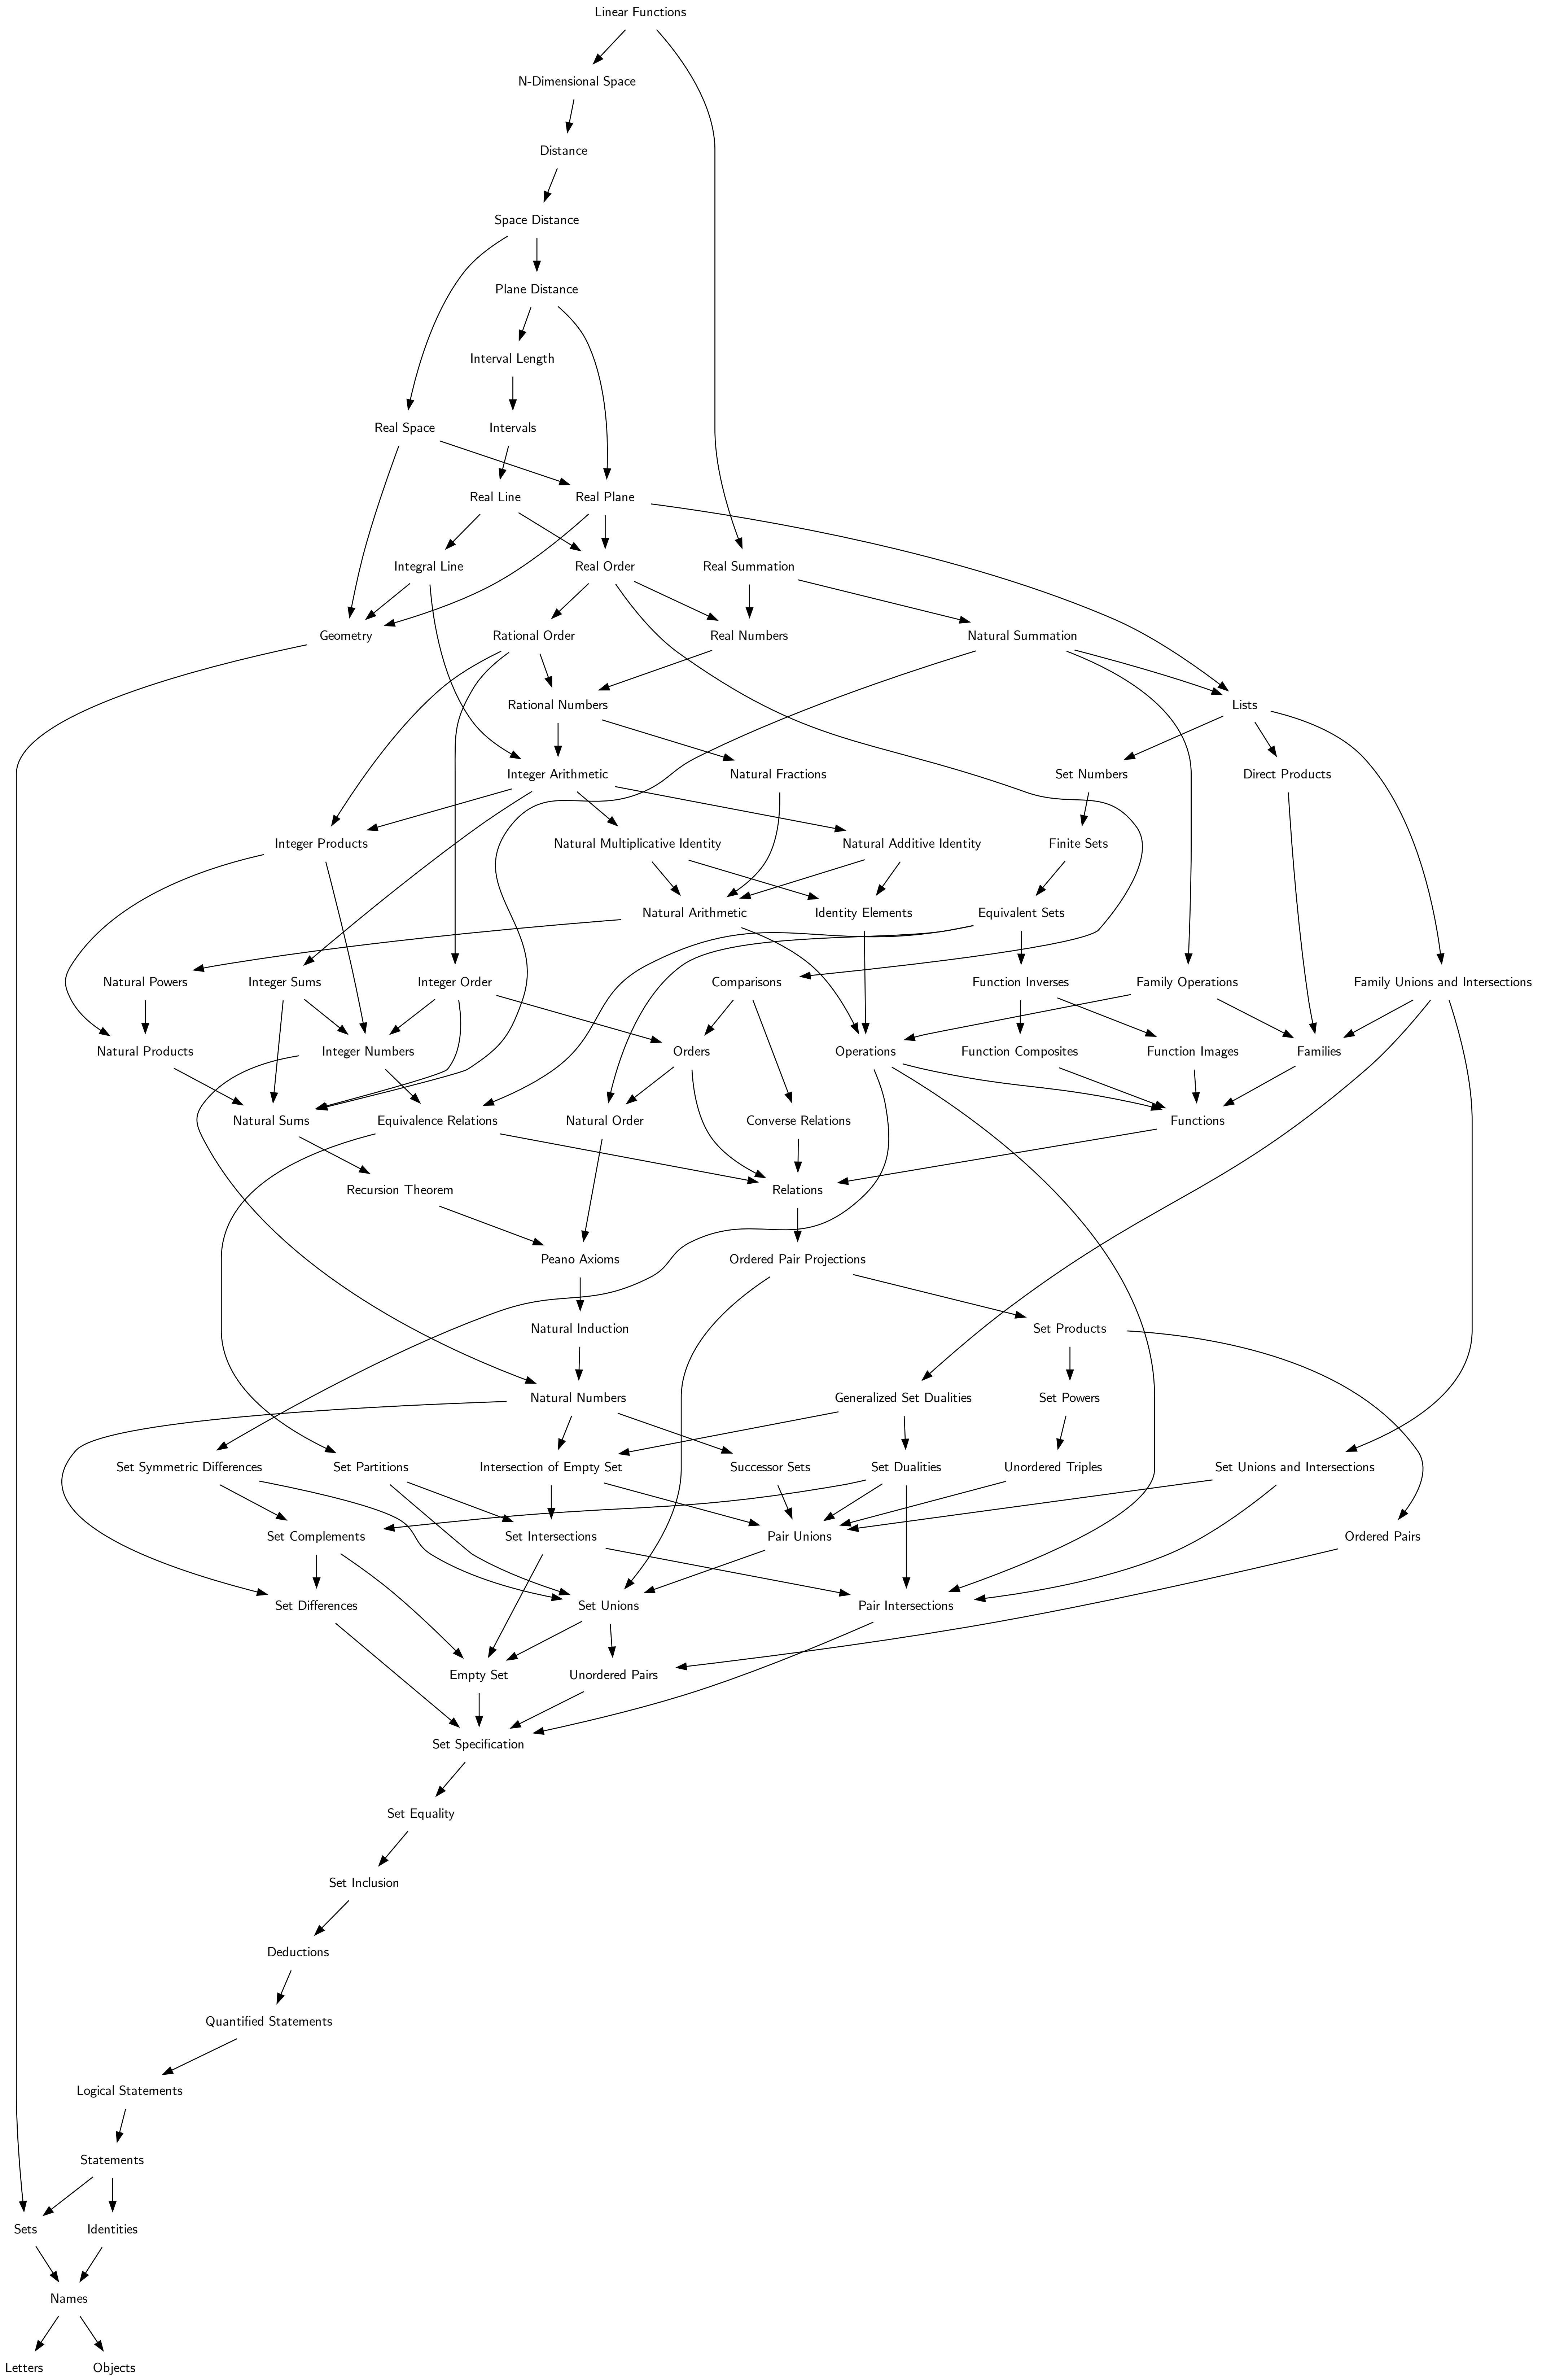 Linear Functions
N-Dimensional Space
Distance
Space Distance
Plane Distance
Interval Length
Real Space
Intervals
Real Line
Real Plane
Integral Line
Real Order
Real Summation
Geometry
Rational Order
Real Numbers
Natural Summation
Rational Numbers
Lists
Integer Arithmetic
Natural Fractions
Set Numbers
Direct Products
Integer Products
Natural Multiplicative Identity
Natural Additive Identity
Finite Sets
Natural Arithmetic
Identity Elements
Equivalent Sets
Natural Powers
Integer Sums
Integer Order
Comparisons
Function Inverses
Family Operations
Family Unions and Intersections
Natural Products
Integer Numbers
Orders
Operations
Function Composites
Function Images
Families
Natural Sums
Equivalence Relations
Natural Order
Converse Relations
Functions
Recursion Theorem
Relations
Peano Axioms
Ordered Pair Projections
Natural Induction
Set Products
Natural Numbers
Generalized Set Dualities
Set Powers
Set Symmetric Differences
Set Partitions
Intersection of Empty Set
Successor Sets
Set Dualities
Unordered Triples
Set Unions and Intersections
Set Complements
Set Intersections
Pair Unions
Ordered Pairs
Set Differences
Set Unions
Pair Intersections
Empty Set
Unordered Pairs
Set Specification
Set Equality
Set Inclusion
Deductions
Quantified Statements
Logical Statements
Statements
Sets
Identities
Names
Letters
Objects